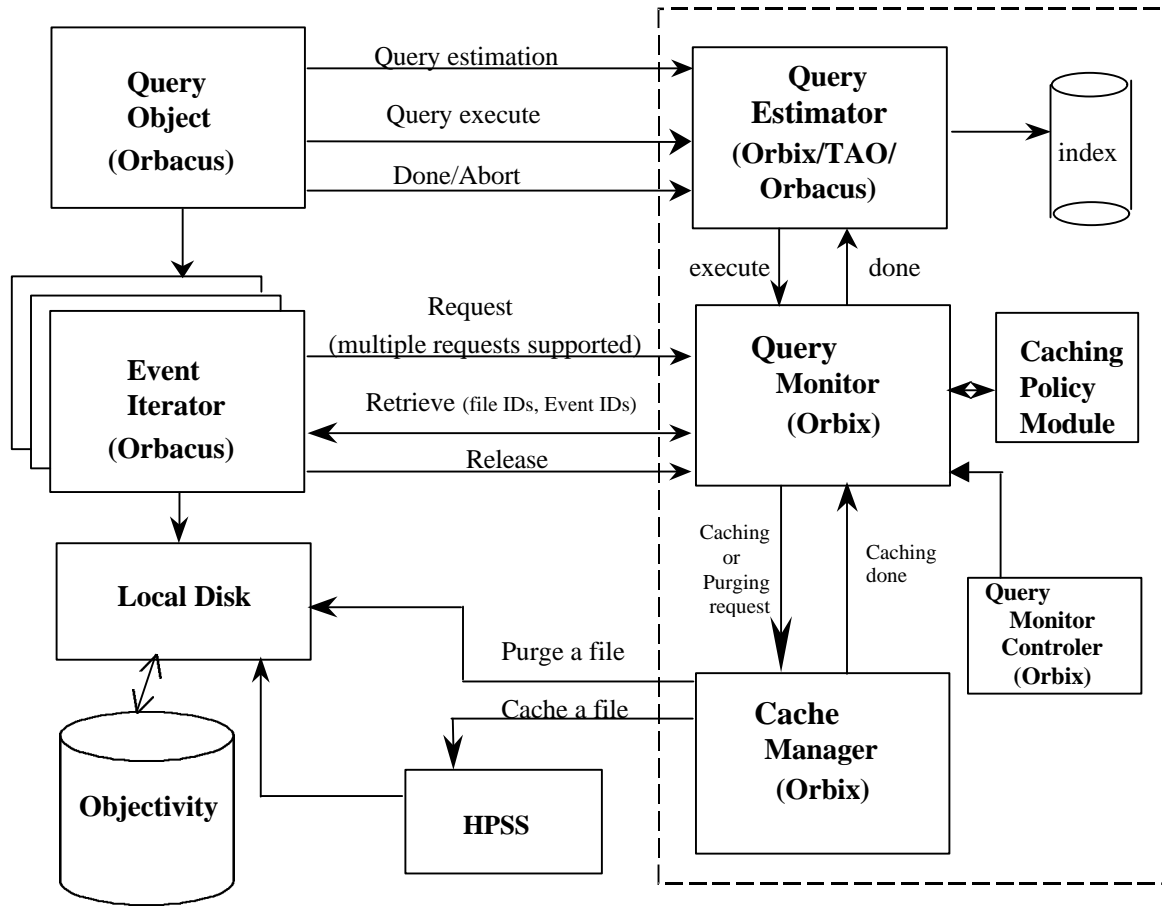 Query
Object
(Orbacus)
Query estimation
Query execute
Done/Abort
Query
Estimator
(Orbix/TAO/
Orbacus)
index
execute
done
Event
Iterator
(Orbacus)
Request
(multiple requests supported)
Retrieve (file IDs, Event IDs)
Release
Query
Monitor
(Orbix)
Caching
Policy
Module
Caching
or
Purging
request
Caching
done
Query
Monitor
Controler
(Orbix)
Local Disk
Purge a file
Cache a file
Cache
Manager
(Orbix)
Objectivity
HPSS